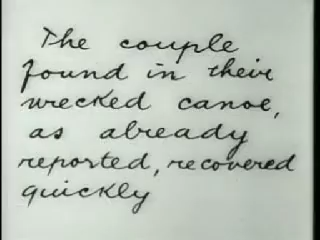 The couple
found in their
wrecked canoe,
as already
reported, recovered
quickly